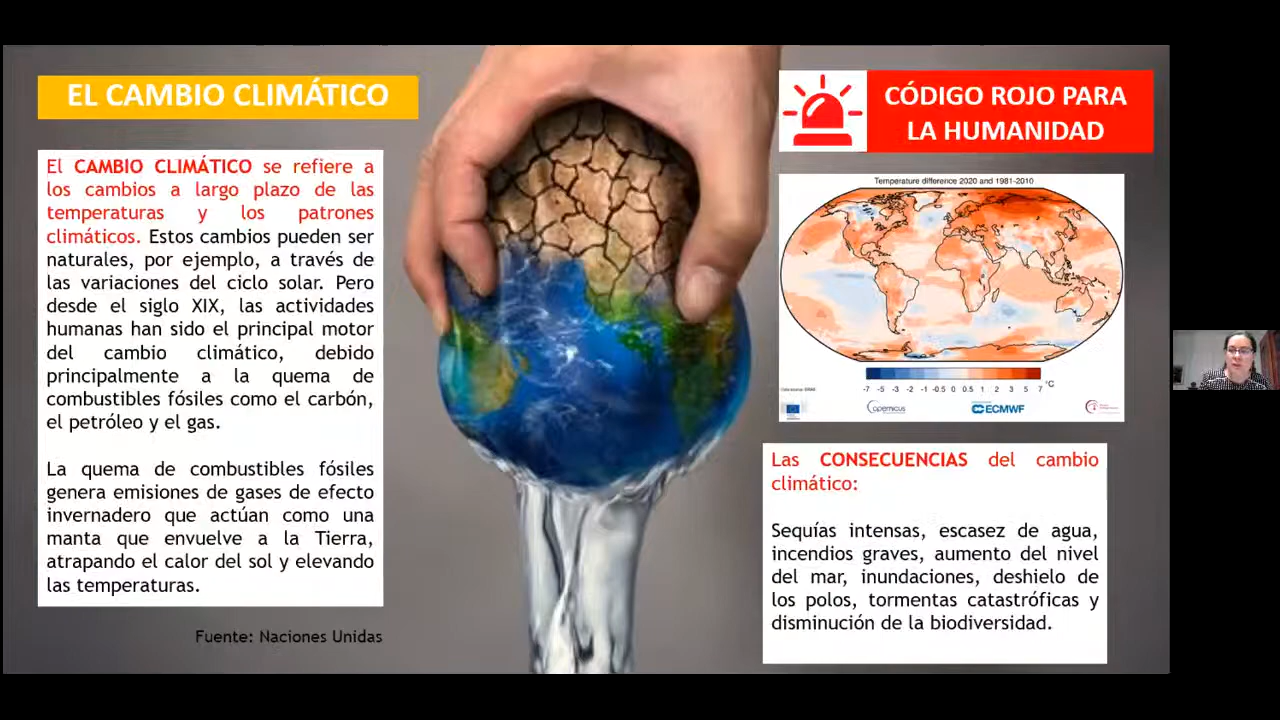 EL CAMBIO CLIMÁTICO
El CAMBIO CLIMÁTICO se refiere a
los cambios a largo plazo de las
temperaturas y los patrones
climáticos. Estos cambios pueden ser
naturales, por ejemplo, a través de
las variaciones del ciclo solar. Pero
desde el siglo XIX, las actividades
humanas han sido el principal motor
del cambio climático, debido
principalmente a la quema de
combustibles fósiles como el carbón,
el petróleo y el gas.
La quema de combustibles fósiles
genera emisiones de gases de efecto
invernadero que actúan como una
manta que envuelve a la Tierra,
atrapando el calor del sol y elevando
las temperaturas.
Fuente: Naciones Unidas
CÓDIGO ROJO PARA
LA HUMANIDAD
Temperature difference 2020 and 1981-2010
-7 -5 -3 -2 -1 -0.5 0 0.5 1 2 3 5 7 °C
Copernicus
ECMWF
Las CONSECUENCIAS del cambio
climático:
Sequías intensas, escasez de agua,
incendios graves, aumento del nivel
del mar, inundaciones, deshielo de
los polos, tormentas catastróficas y
disminución de la biodiversidad.